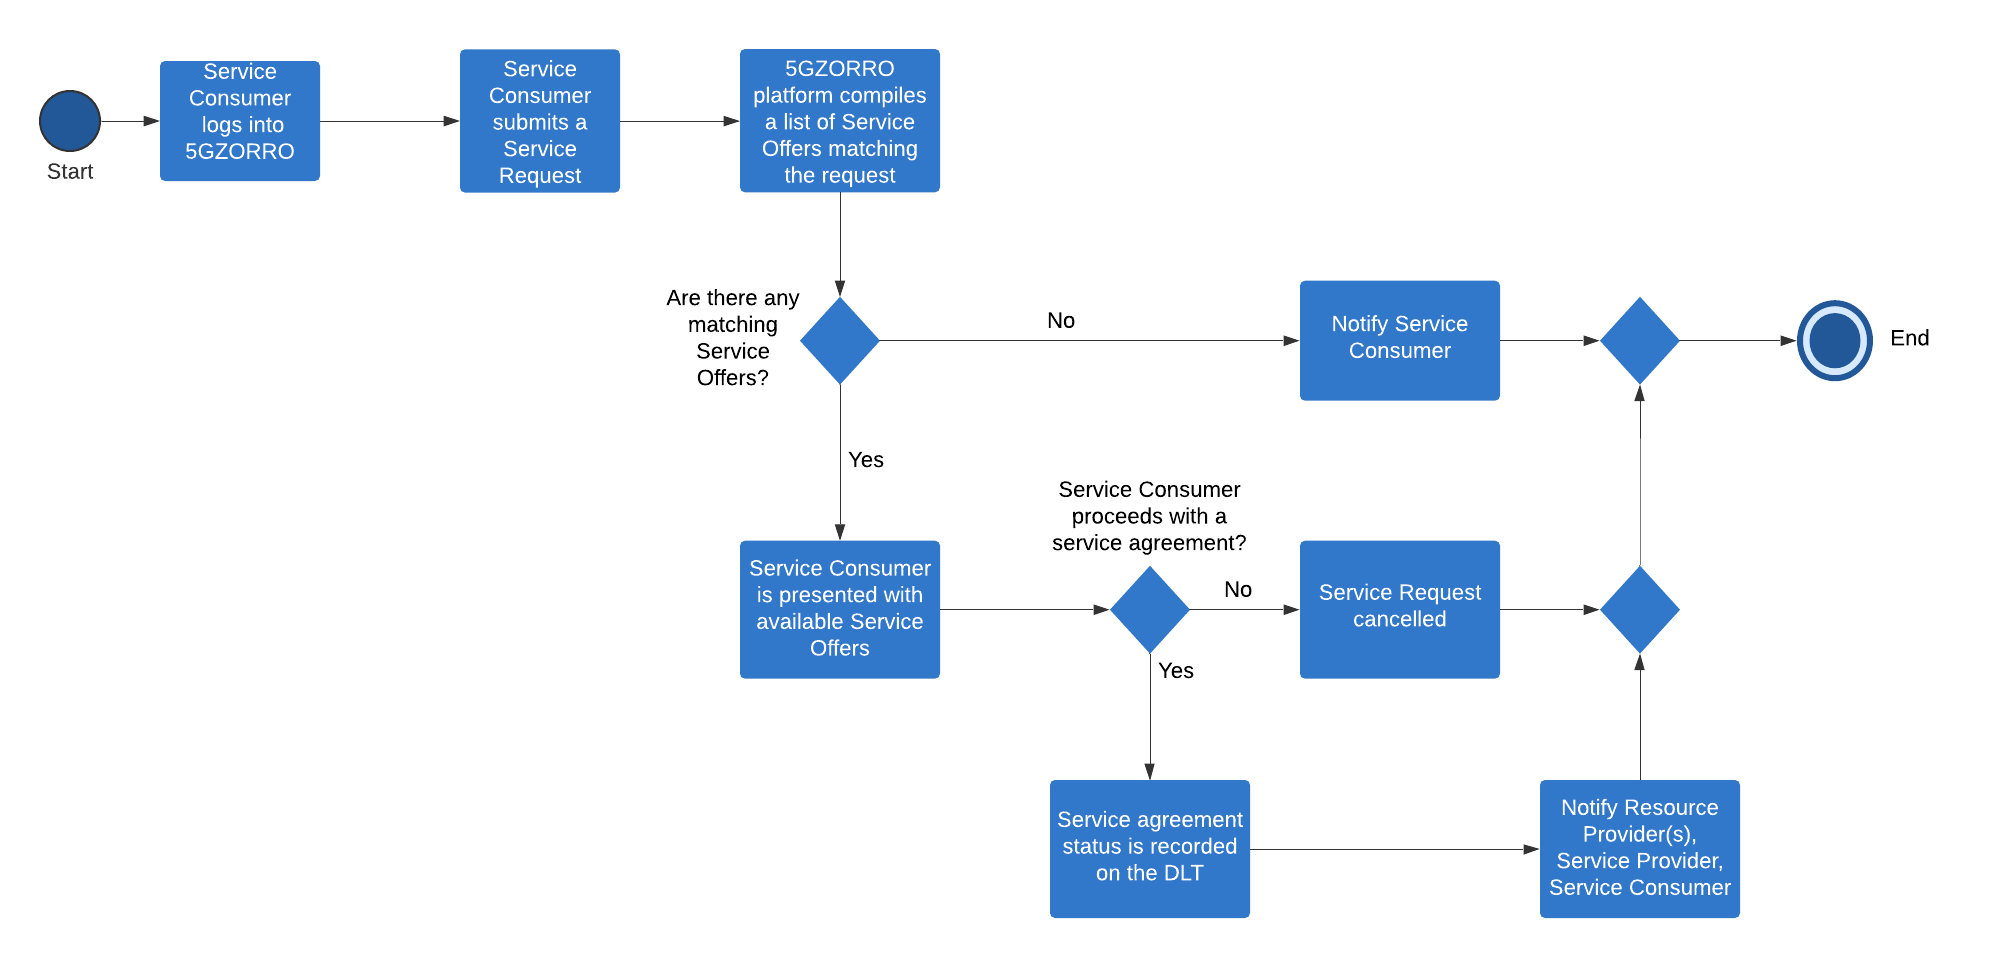 Start
Service
Consumer
logs into
5GZORRO
Service
Consumer
submits a
Service
Request
5GZORRO
platform compiles
a list of Service
Offers matching
the request
Are there any
matching
Service
Offers?
No
Notify Service
Consumer
End
Yes
Service Consumer
is presented with
available Service
Offers
Service Consumer
proceeds with a
service agreement?
No
Service Request
cancelled
Yes
Service agreement
status is recorded
on the DLT
Notify Resource
Provider(s),
Service Provider,
Service Consumer